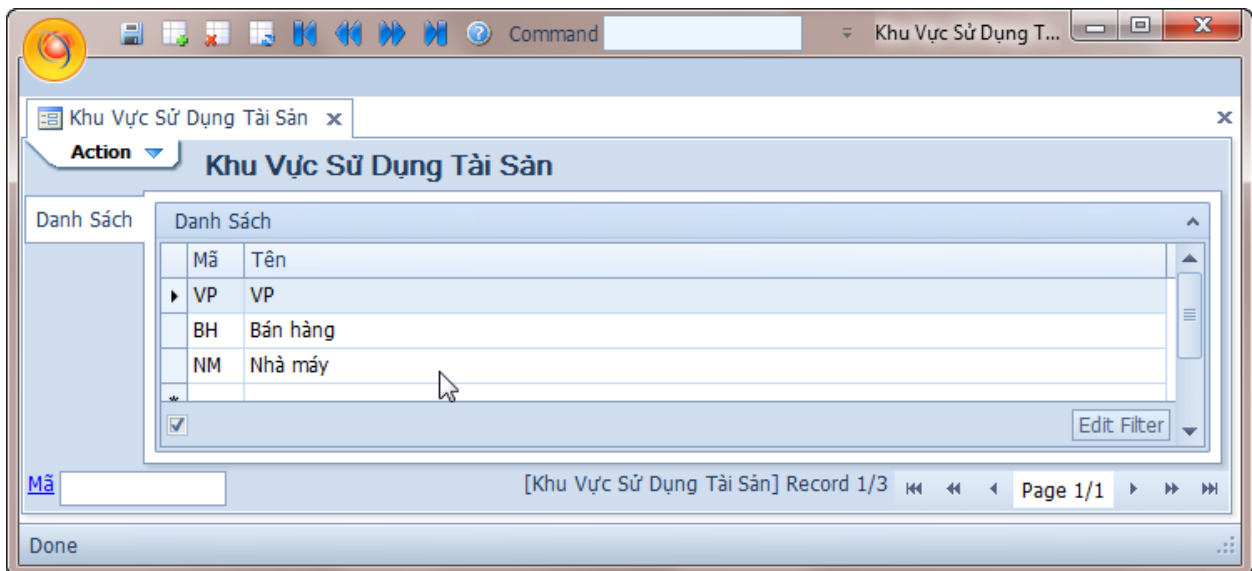 Command Khu Vực Sử Dụng T...
Khu Vực Sử Dụng Tài Sản
Action
Khu Vực Sử Dụng Tài Sản
Danh Sách
Danh Sách
Mã Tên
VP VP
BH Bán hàng
NM Nhà máy
Edit Filter
Mã [Khu Vực Sử Dụng Tài Sản] Record 1/3 Page 1/1
Done